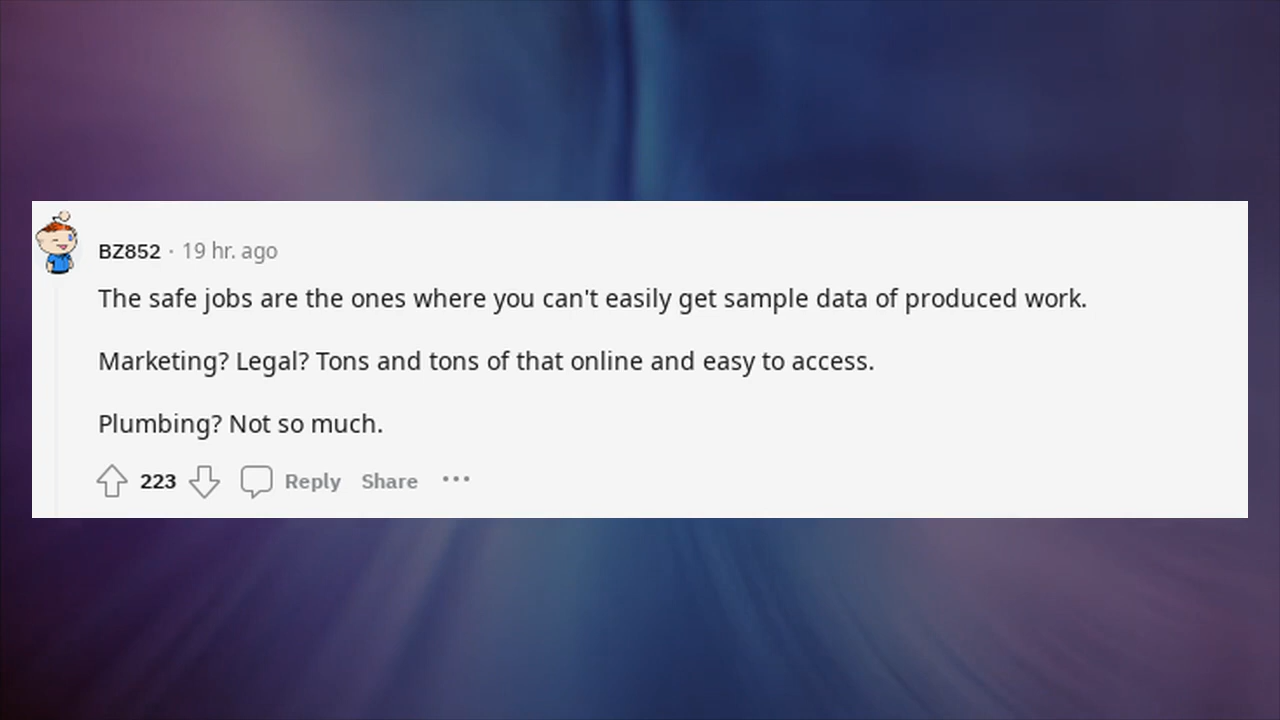 BZ852 · 19 hr. ago
The safe jobs are the ones where you can't easily get sample data of produced work.
Marketing? Legal? Tons and tons of that online and easy to access.
Plumbing? Not so much.
223 Reply Share ···